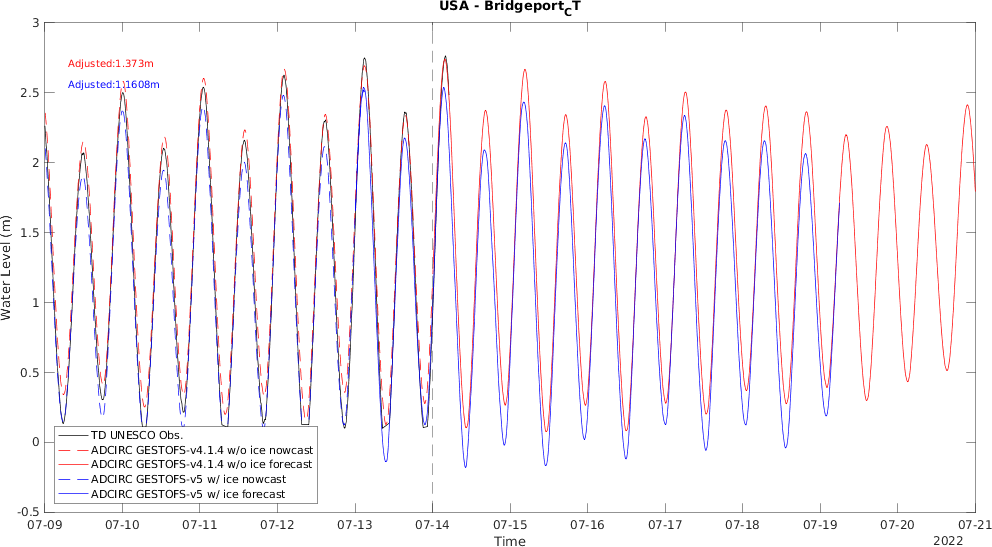 USA - Bridgeport_CT
Adjusted:1.373m
Adjusted:1.1608m
3
2.5
2
1.5
1
0.5
0
-0.5
Water Level (m)
TD UNESCO Obs.
ADCIRC GESTOFS-v4.1.4 w/o ice nowcast
ADCIRC GESTOFS-v4.1.4 w/o ice forecast
ADCIRC GESTOFS-v5 w/ ice nowcast
ADCIRC GESTOFS-v5 w/ ice forecast
07-09 07-10 07-11 07-12 07-13 07-14 07-15 07-16 07-17 07-18 07-19 07-20 07-21
Time
2022